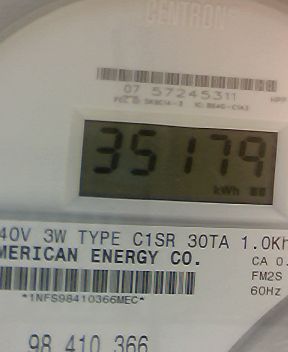 CENTRON
07 57245311
35179
kWh
40V 3W TYPE C1SR 30TA 1.0Kh
MERICAN ENERGY CO.
CA 0.
FM2S
60Hz
*1NFS98410366MEC*
98 410 366